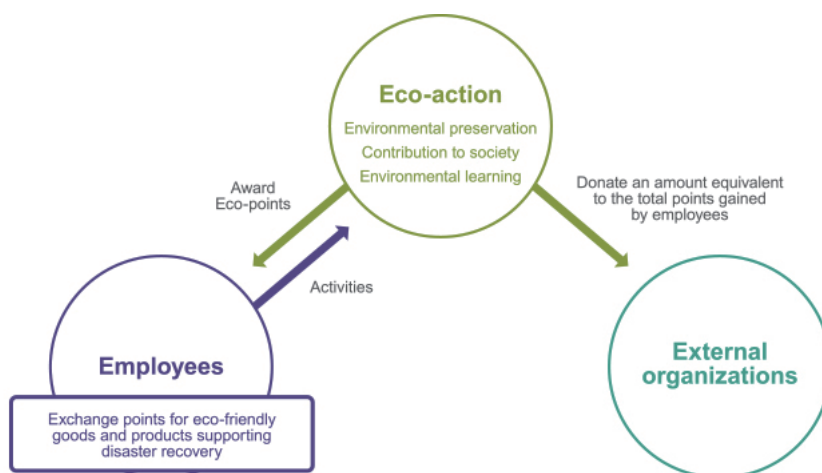 Eco-action
Environmental preservation
Contribution to society
Environmental learning
Award
Eco-points
Donate an amount equivalent
to the total points gained
by employees
Activities
Employees
Exchange points for eco-friendly
goods and products supporting
disaster recovery
External
organizations